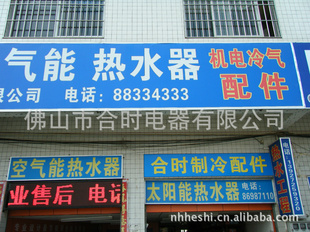 气能 热水器 机电冷气
配件
限公司 电话：88334333
佛山市合时电器有限公司
空气能热水器 合时制冷配件
业售后 电话
太阳能热水器 86987110
nhheshi.cn.alibaba.com